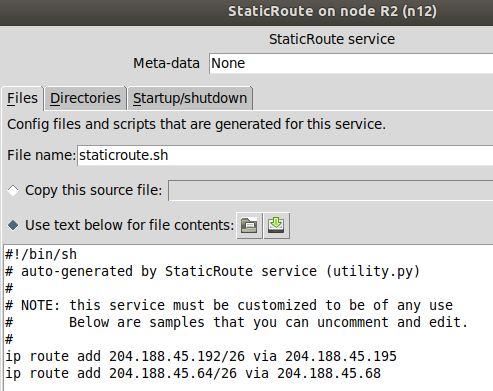 StaticRoute on node R2 (n12)
StaticRoute service
Meta-data None
Files Directories Startup/shutdown
Config files and scripts that are generated for this service.
File name: staticroute.sh
Copy this source file:
Use text below for file contents:
#!/bin/sh
# auto-generated by StaticRoute service (utility.py)
#
# NOTE: this service must be customized to be of any use
#       Below are samples that you can uncomment and edit.
#
ip route add 204.188.45.192/26 via 204.188.45.195
ip route add 204.188.45.64/26 via 204.188.45.68